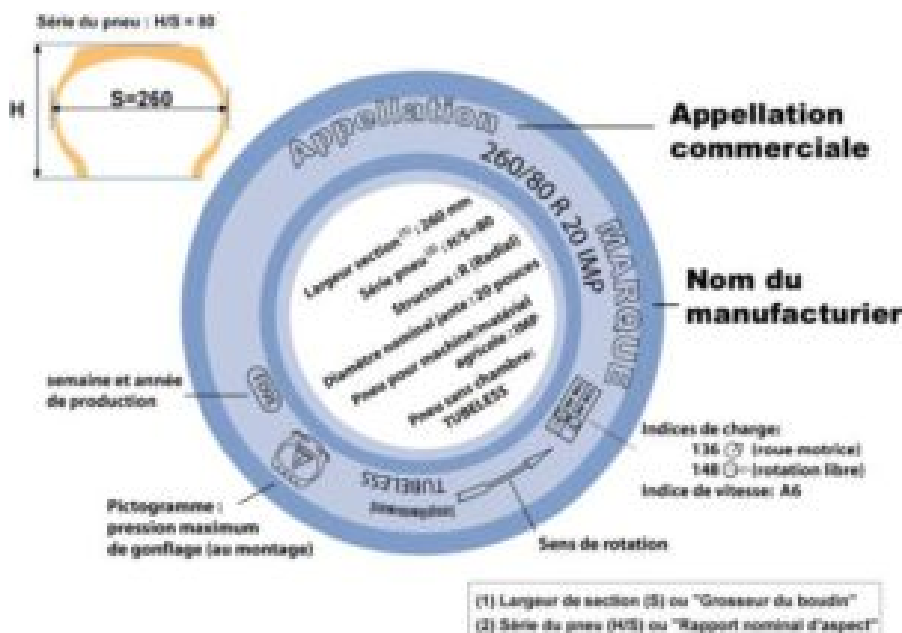 Série du pneu : H/S = 80
H
S=260
Appellation
Appellation
commerciale
260/80 R 20 IMP
MARQUE
Nom du
manufacturier
Largeur section(1) : 260 mm
Série pneu(2) : H/S=80
Structure : R (Radial)
Diamètre nominal jante : 20 pouces
Pneu pour machine/matériel
agricole : IMP
Pneu sans chambre:
TUBELESS
semaine et année
de production
Pictogramme :
pression maximum
de gonflage (au montage)
TUBELESS
Sens de rotation
Indices de charge:
136 (roue motrice)
148 (rotation libre)
Indice de vitesse: A6
(1) Largeur de section (S) ou "Grosseur du boudin"
(2) Série du pneu (H/S) ou "Rapport nominal d'aspect"